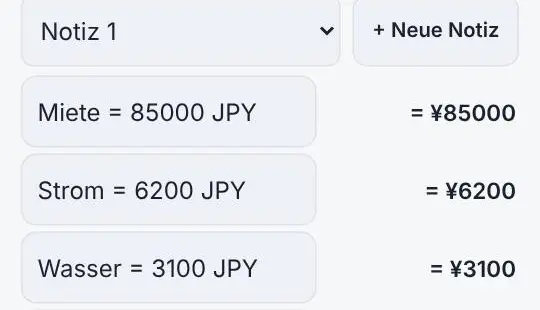 Notiz 1
+ Neue Notiz
Miete = 85000 JPY
= ¥85000
Strom = 6200 JPY
= ¥6200
Wasser = 3100 JPY
= ¥3100